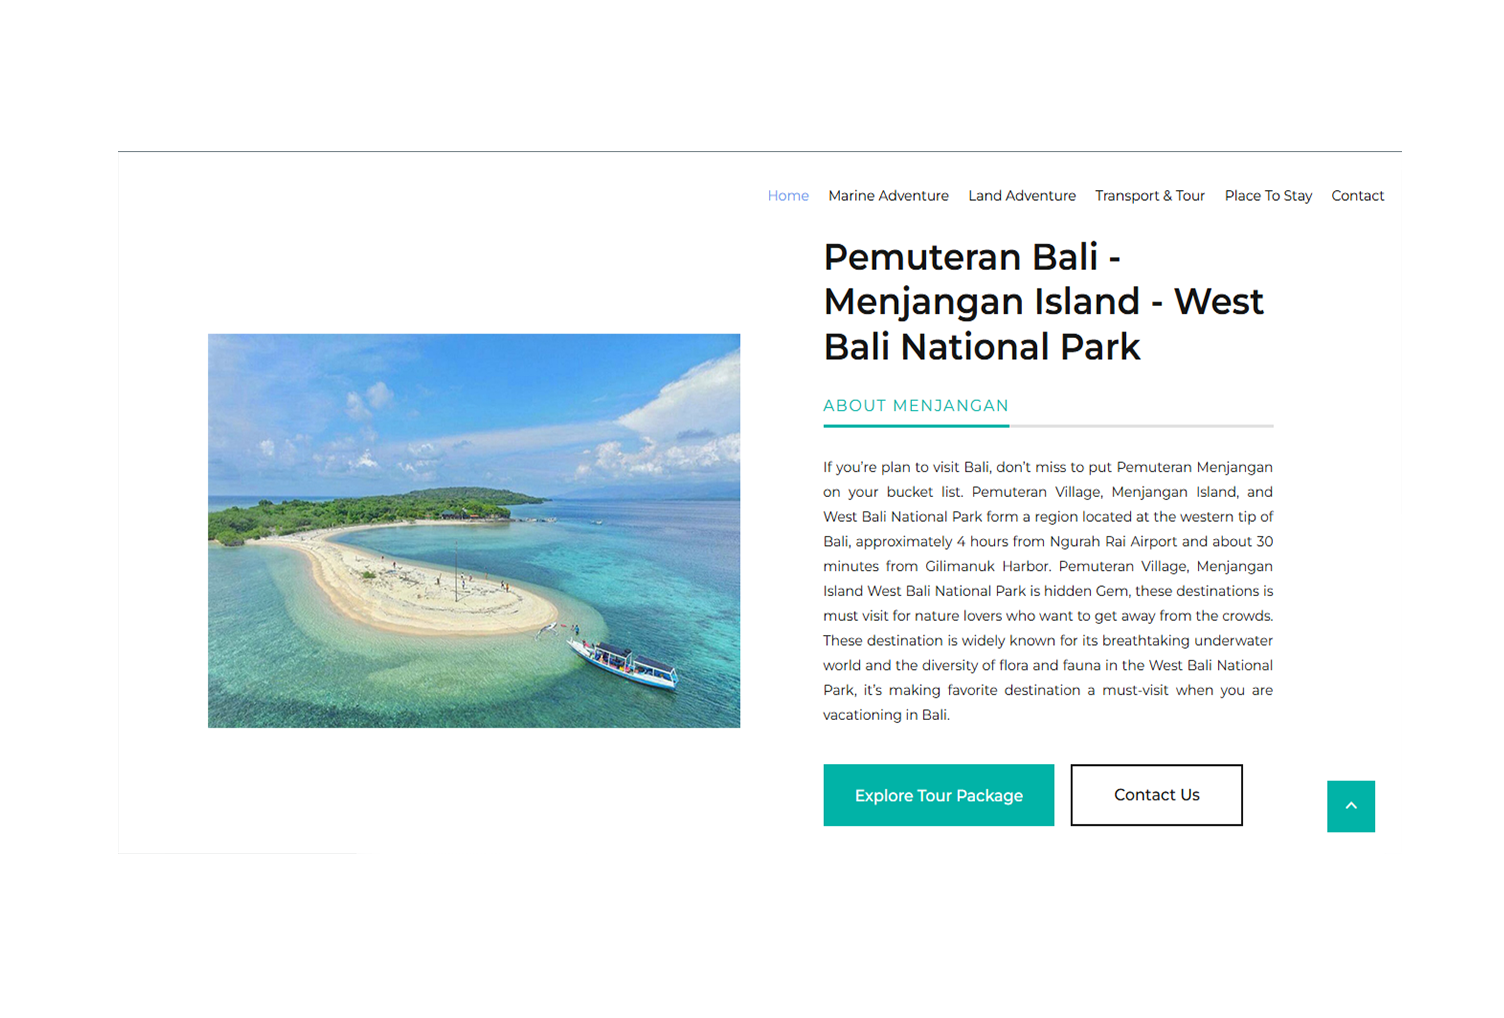 Home Marine Adventure Land Adventure Transport & Tour Place To Stay Contact
Pemuteran Bali -
Menjangan Island - West
Bali National Park
ABOUT MENJANGAN
If you're plan to visit Bali, don't miss to put Pemuteran Menjangan
on your bucket list. Pemuteran Village, Menjangan Island, and
West Bali National Park form a region located at the western tip of
Bali, approximately 4 hours from Ngurah Rai Airport and about 30
minutes from Gilimanuk Harbor. Pemuteran Village, Menjangan
Island West Bali National Park is hidden Gem, these destinations is
must visit for nature lovers who want to get away from the crowds.
These destination is widely known for its breathtaking underwater
world and the diversity of flora and fauna in the West Bali National
Park, it's making favorite destination a must-visit when you are
vacationing in Bali.
Explore Tour Package Contact Us